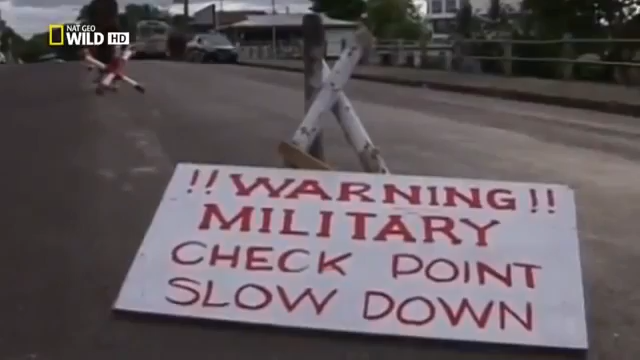 NAT GEO
WILD HD
!! WARNING !!
MILITARY
CHECK POINT
SLOW DOWN